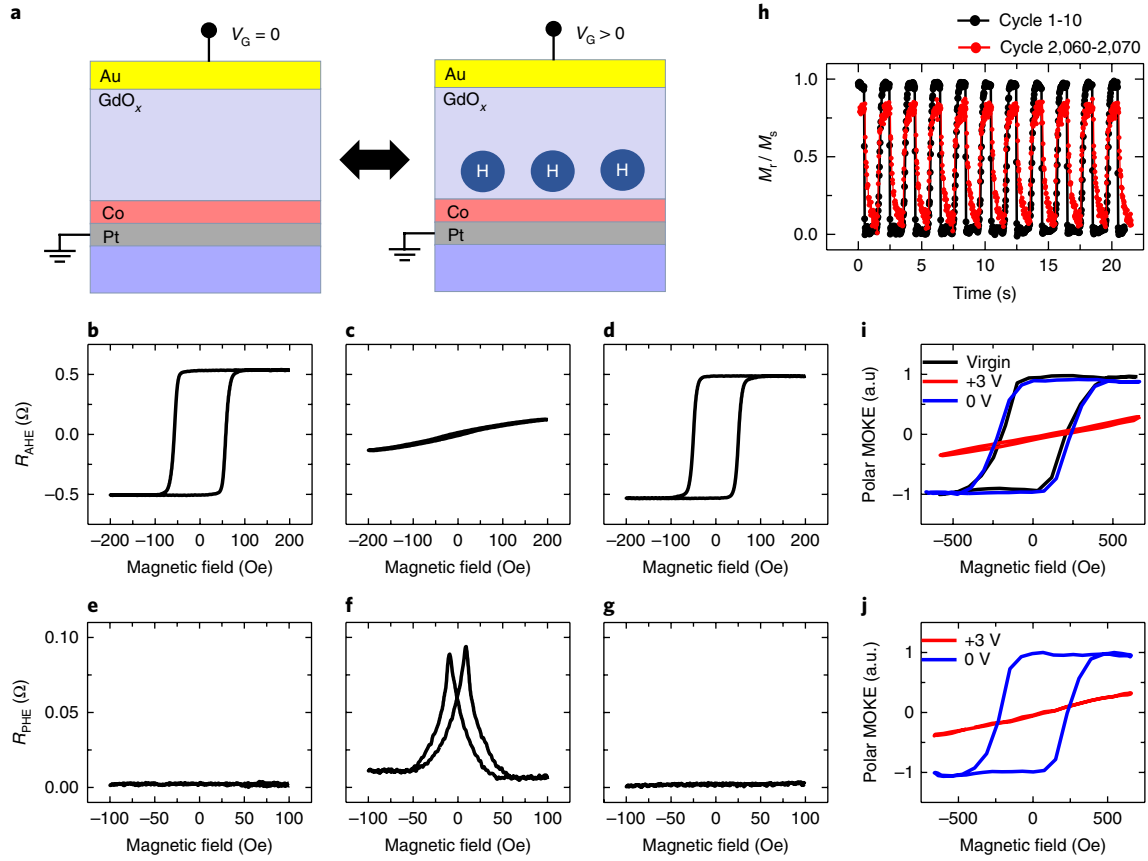 a
V_G = 0
Au
GdO_x
Co
Pt
V_G > 0
Au
GdO_x
H H H
Co
Pt
h
Cycle 1-10
Cycle 2,060-2,070
1.0
0.5
0.0
M_r / M_s
0 5 10 15 20
Time (s)
b
0.5
0.0
−0.5
R_AHE (Ω)
−200 −100 0 100 200
Magnetic field (Oe)
c
−200 −100 0 100 200
Magnetic field (Oe)
d
−200 −100 0 100 200
Magnetic field (Oe)
i
Virgin
+3 V
0 V
1
0
−1
Polar MOKE (a.u)
−500 0 500
Magnetic field (Oe)
e
0.10
0.05
0.00
R_PHE (Ω)
−100 −50 0 50 100
Magnetic field (Oe)
f
−100 −50 0 50 100
Magnetic field (Oe)
g
−100 −50 0 50 100
Magnetic field (Oe)
j
+3 V
0 V
1
0
−1
Polar MOKE (a.u.)
−500 0 500
Magnetic field (Oe)